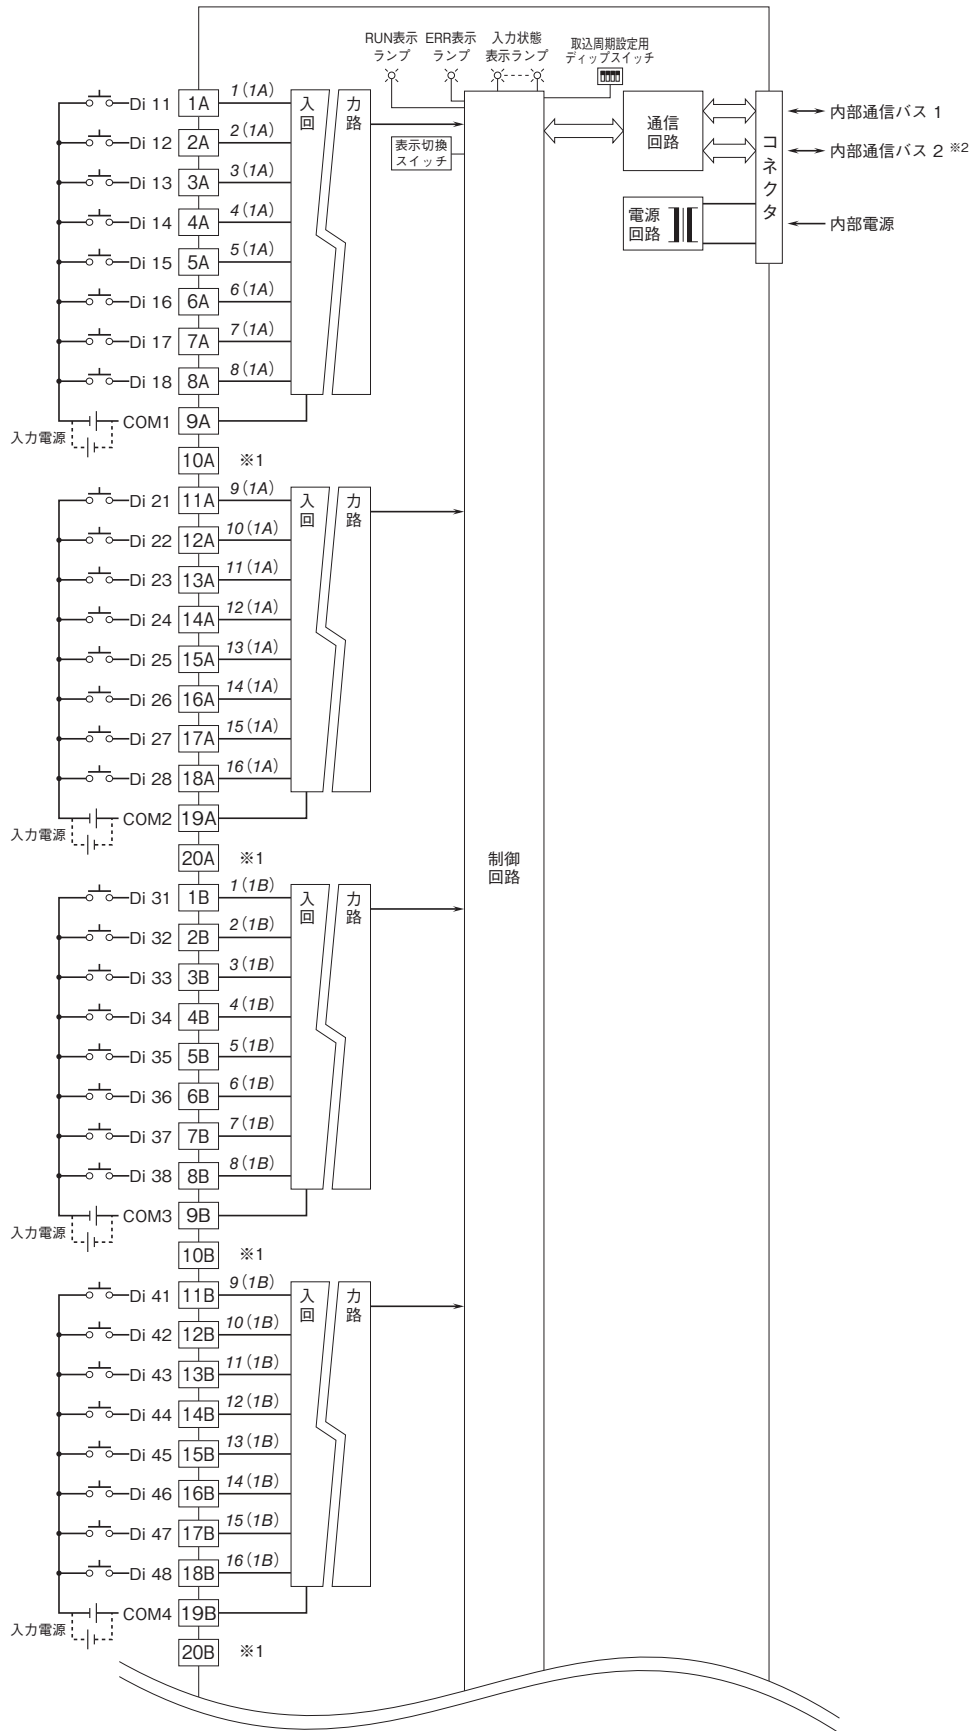 RUN表示
ランプ
ERR表示
ランプ
入力状態
表示ランプ
取込周期設定用
ディップスイッチ
表示切換
スイッチ
通信
回路
電源
回路
コネクタ
内部通信バス 1
内部通信バス 2 ※2
内部電源
制御
回路
Di 11 1A 1(1A)
Di 12 2A 2(1A)
Di 13 3A 3(1A)
Di 14 4A 4(1A)
Di 15 5A 5(1A)
Di 16 6A 6(1A)
Di 17 7A 7(1A)
Di 18 8A 8(1A)
COM1 9A
入力電源
10A ※1
入力
回路
Di 21 11A 9(1A)
Di 22 12A 10(1A)
Di 23 13A 11(1A)
Di 24 14A 12(1A)
Di 25 15A 13(1A)
Di 26 16A 14(1A)
Di 27 17A 15(1A)
Di 28 18A 16(1A)
COM2 19A
入力電源
20A ※1
入力
回路
Di 31 1B 1(1B)
Di 32 2B 2(1B)
Di 33 3B 3(1B)
Di 34 4B 4(1B)
Di 35 5B 5(1B)
Di 36 6B 6(1B)
Di 37 7B 7(1B)
Di 38 8B 8(1B)
COM3 9B
入力電源
10B ※1
入力
回路
Di 41 11B 9(1B)
Di 42 12B 10(1B)
Di 43 13B 11(1B)
Di 44 14B 12(1B)
Di 45 15B 13(1B)
Di 46 16B 14(1B)
Di 47 17B 15(1B)
Di 48 18B 16(1B)
COM4 19B
入力電源
20B ※1
入力
回路